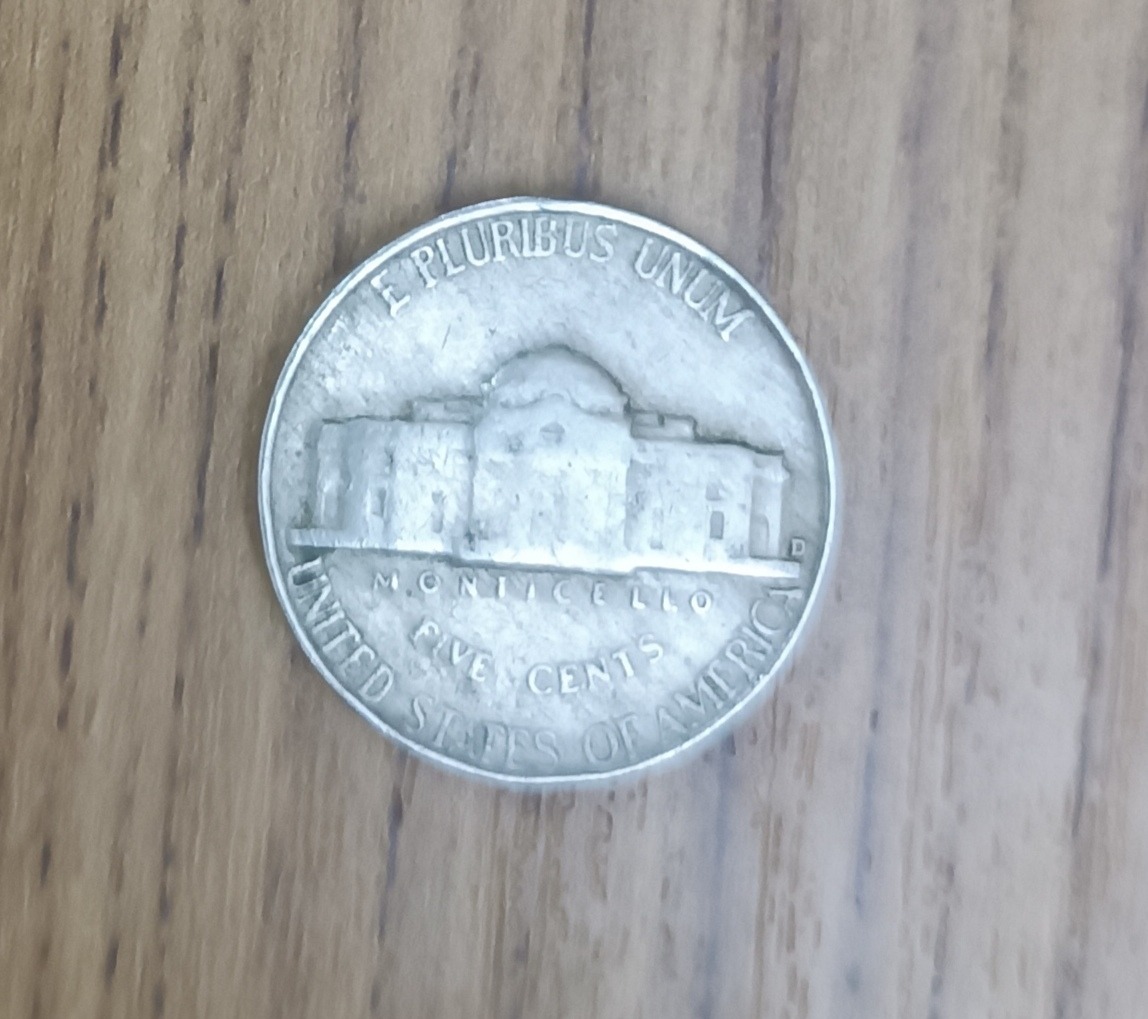 E PLURIBUS UNUM
D
MONTICELLO
FIVE CENTS
UNITED STATES OF AMERICA